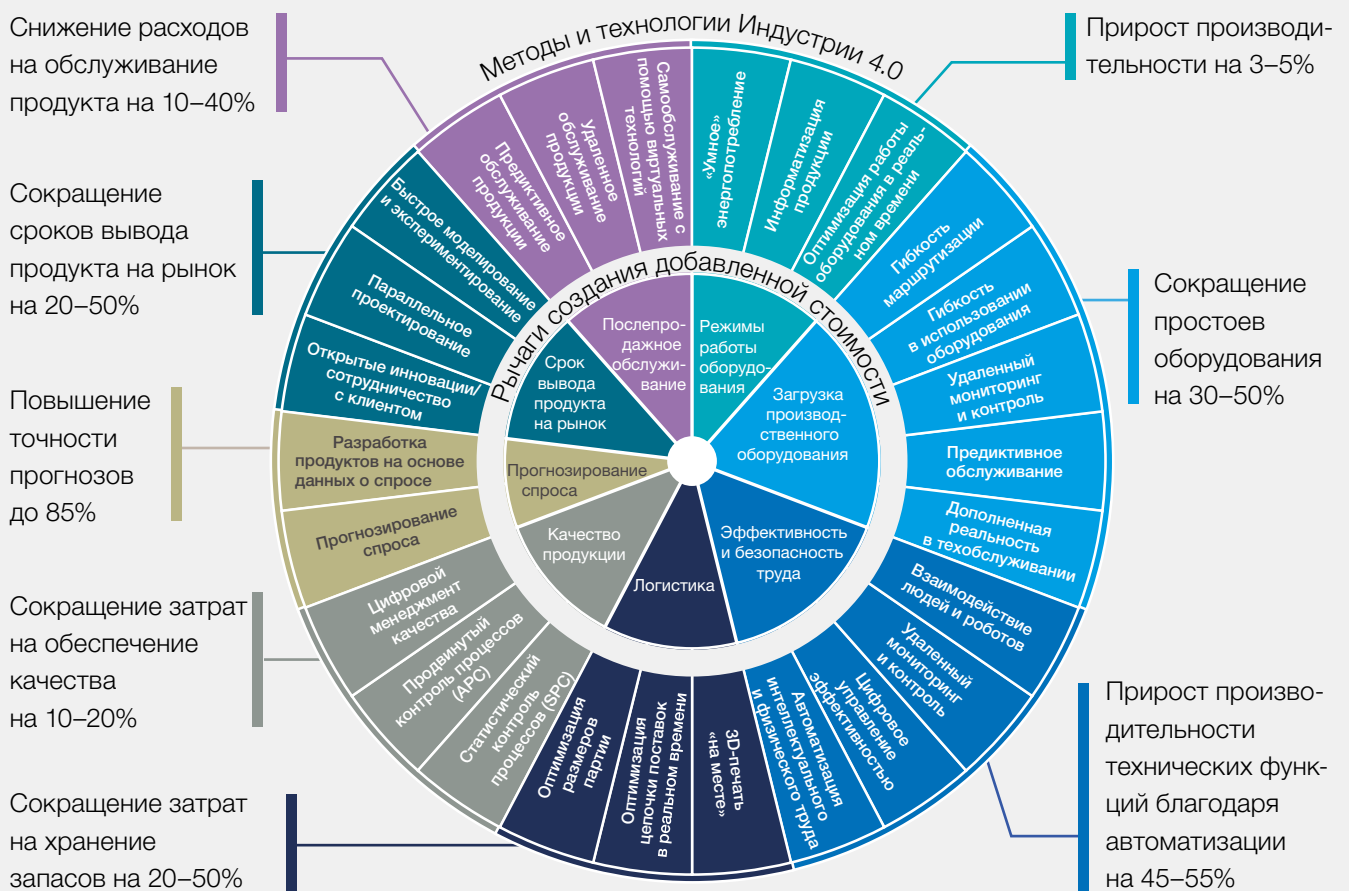 Снижение расходов
на обслуживание
продукта на 10–40%
Сокращение
сроков вывода
продукта на рынок
на 20–50%
Повышение
точности
прогнозов
до 85%
Сокращение затрат
на обеспечение
качества
на 10–20%
Сокращение затрат
на хранение
запасов на 20–50%
Методы и технологии Индустрии 4.0
«Умное»
энергопотребление
Информатизация
продукции
Оптимизация работы
оборудования в реаль-
ном времени
Гибкость
маршрутизации
Гибкость
в использовании
оборудования
Удаленный
мониторинг
и контроль
Предиктивное
обслуживание
Дополненная
реальность
в техобслуживании
Взаимодействие
людей и роботов
Удаленный
мониторинг
и контроль
Цифровое
управление
эффективностью
Автоматизация
интеллектуального
и физического труда
3D-печать
«на месте»
Оптимизация
цепочки поставок
в реальном времени
Оптимизация
размеров
партии
Статистический
контроль
процессов (SPC)
Продвинутый
контроль процессов
(APC)
Цифровой
менеджмент
качества
Прогнозирование
спроса
Разработка
продуктов на основе
данных о спросе
Открытые инновации/
сотрудничество
с клиентом
Параллельное
проектирование
Быстрое моделирование
и экспериментирование
Предиктивное
обслуживание
продукции
Удаленное
обслуживание
продукции
Самообслуживание с
помощью виртуальных
технологий
Рычаги создания добавленной стоимости
Режимы
работы
оборудо-
вания
Загрузка
производ-
ственного
оборудования
Эффективность
и безопасность
труда
Логистика
Качество
продукции
Прогнозирование
спроса
Срок
вывода
продукта
на рынок
Послепро-
дажное
обслужи-
вание
Прирост производи-
тельности на 3–5%
Сокращение
простоев
оборудования
на 30–50%
Прирост произво-
дительности
технических функ-
ций благодаря
автоматизации
на 45–55%